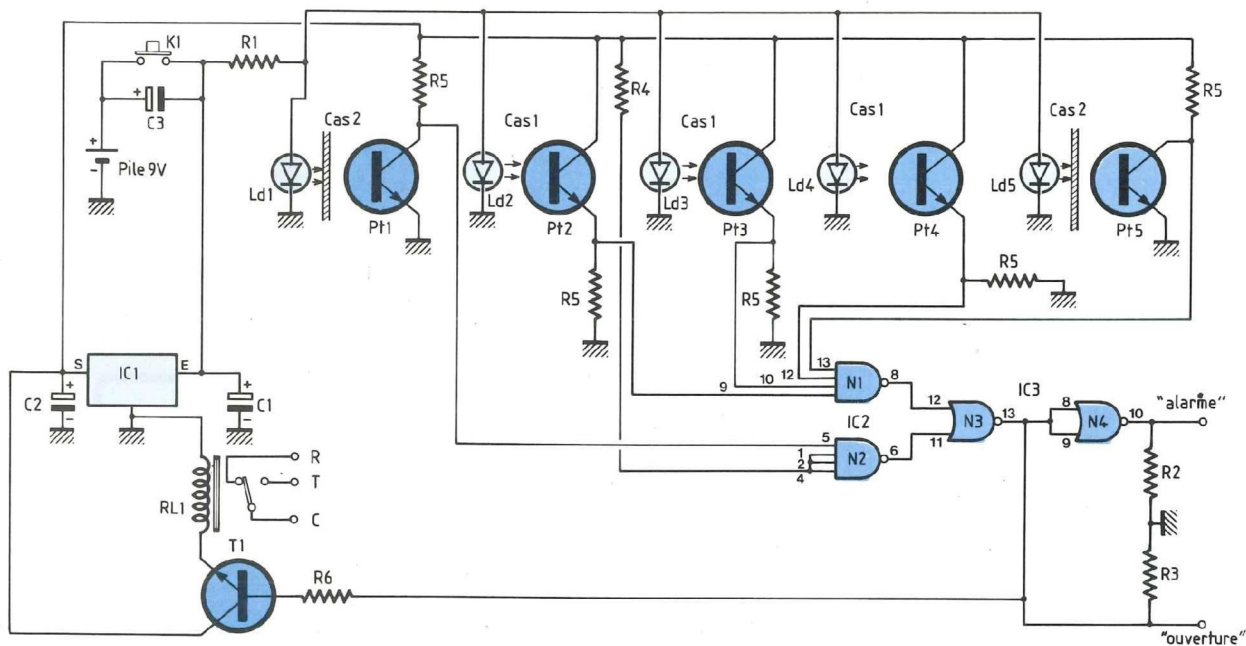 K1
R1
C3
+
+
-
Pile 9V
Ld1
Cas 2
R5
Pt1
Cas1
Ld2
Pt2
R4
R5
Cas1
Ld3
Pt3
R5
Cas1
Ld4
Pt4
R5
Cas 2
Ld5
Pt5
R5
S
IC1
E
C2
+
-
+
-
C1
RL1
R
T
C
T1
R6
13
12
10
9
N1
8
IC2
5
1
2
4
N2
6
12
11
N3
13
IC3
8
9
N4
10
"alarme"
R2
R3
"ouverture"